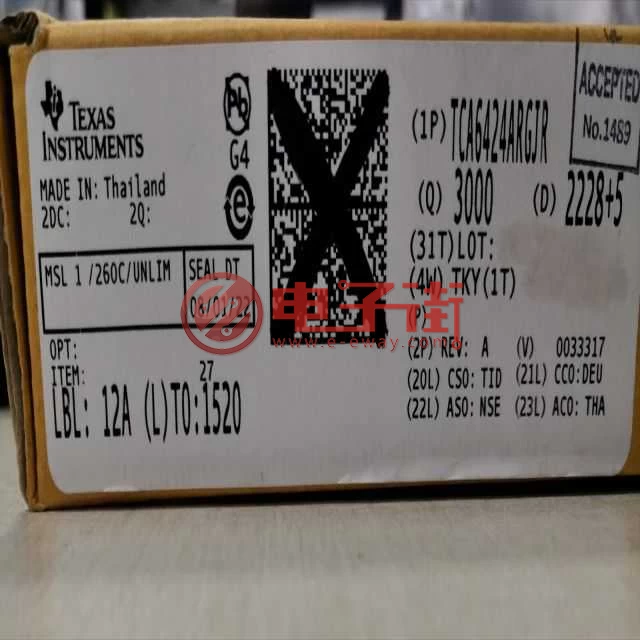 TEXAS
INSTRUMENTS
MADE IN: Thailand
2DC: 2Q:
MSL 1 /260C/UNLIM
SEAL DT
08/01/22
OPT:
ITEM: 27
LBL: 12A (L)TO:1520
Pb
G4
e
(1P) TCA6424ARGJR
(Q) 3000 (D) 2228+5
(31T)LOT:
(4W) TKY(1T)
(P)
(2P) REV: A (V) 0033317
(20L) CSO: TID (21L) CCO:DEU
(22L) ASO: NSE (23L) ACO: THA
ACCEPTED
No.1489
电子街
www.e-eway.com